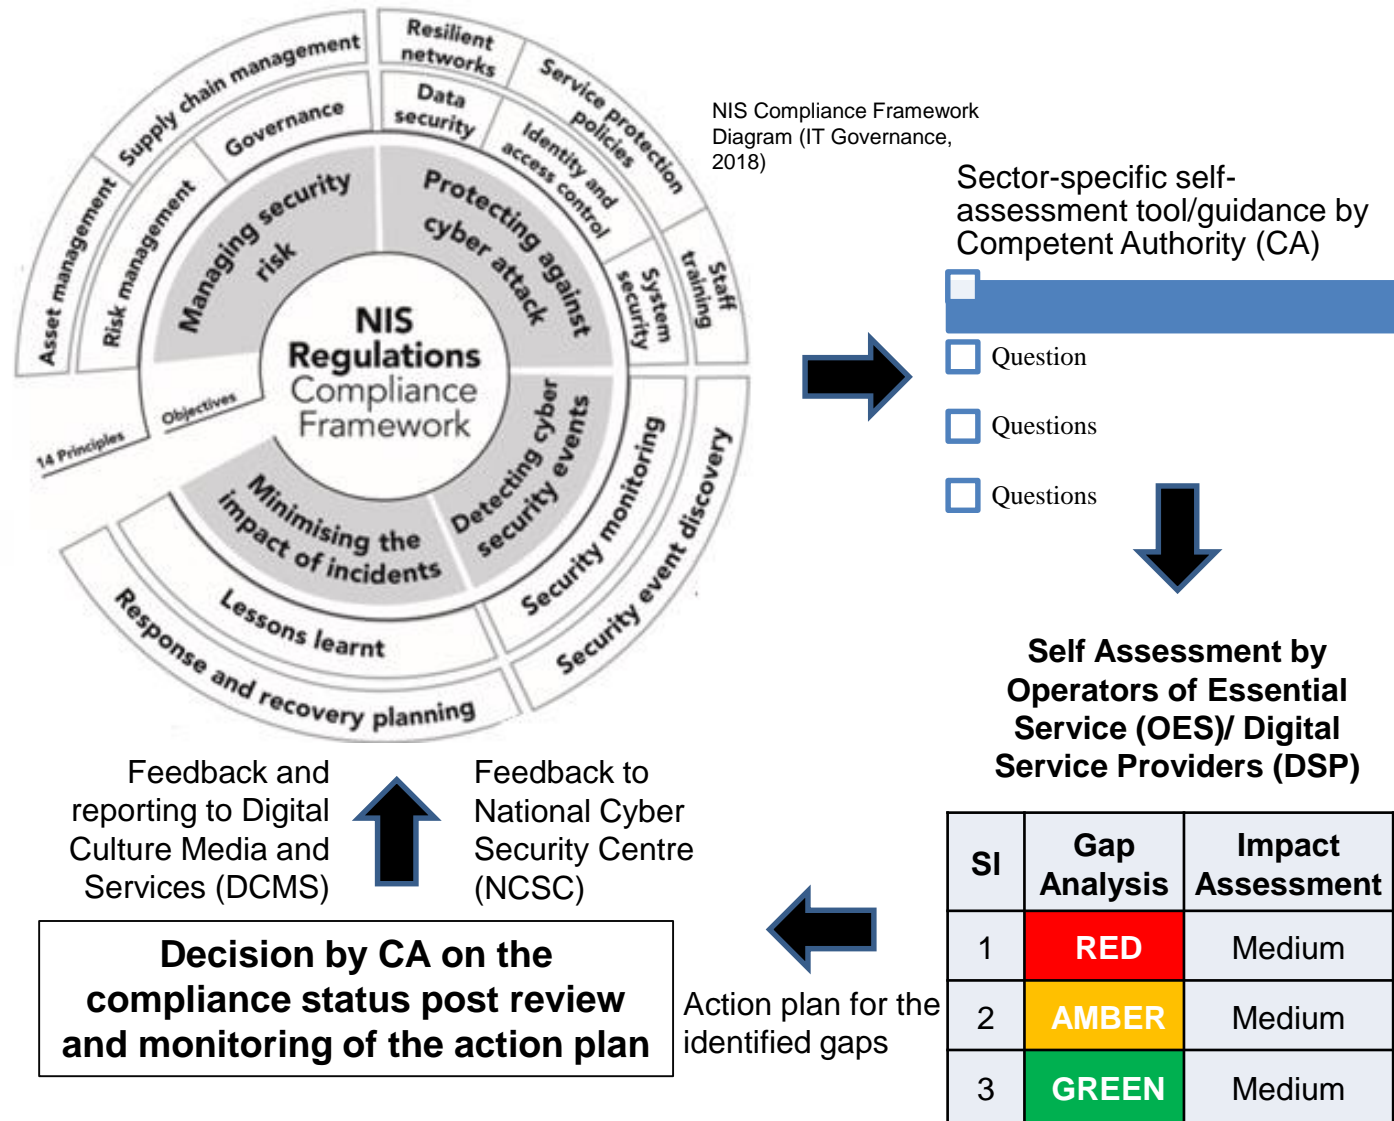 Supply chain management
Resilient
networks
Service protection
policies
Staff
training
Asset management
Risk management
Governance
Data
security
Identity and
access control
System
security
Managing security
risk
Protecting against
cyber attack
Detecting cyber
security events
Minimising the
impact of incidents
NIS
Regulations
Compliance
Framework
Objectives
14 Principles
Security monitoring
Security event discovery
Lessons learnt
Response and recovery planning
NIS Compliance Framework
Diagram (IT Governance,
2018)
Sector-specific self-
assessment tool/guidance by
Competent Authority (CA)
Question
Questions
Questions
Self Assessment by
Operators of Essential
Service (OES)/ Digital
Service Providers (DSP)
SI Gap Analysis Impact Assessment
1 RED Medium
2 AMBER Medium
3 GREEN Medium
Action plan for the
identified gaps
Decision by CA on the
compliance status post review
and monitoring of the action plan
Feedback and
reporting to Digital
Culture Media and
Services (DCMS)
Feedback to
National Cyber
Security Centre
(NCSC)